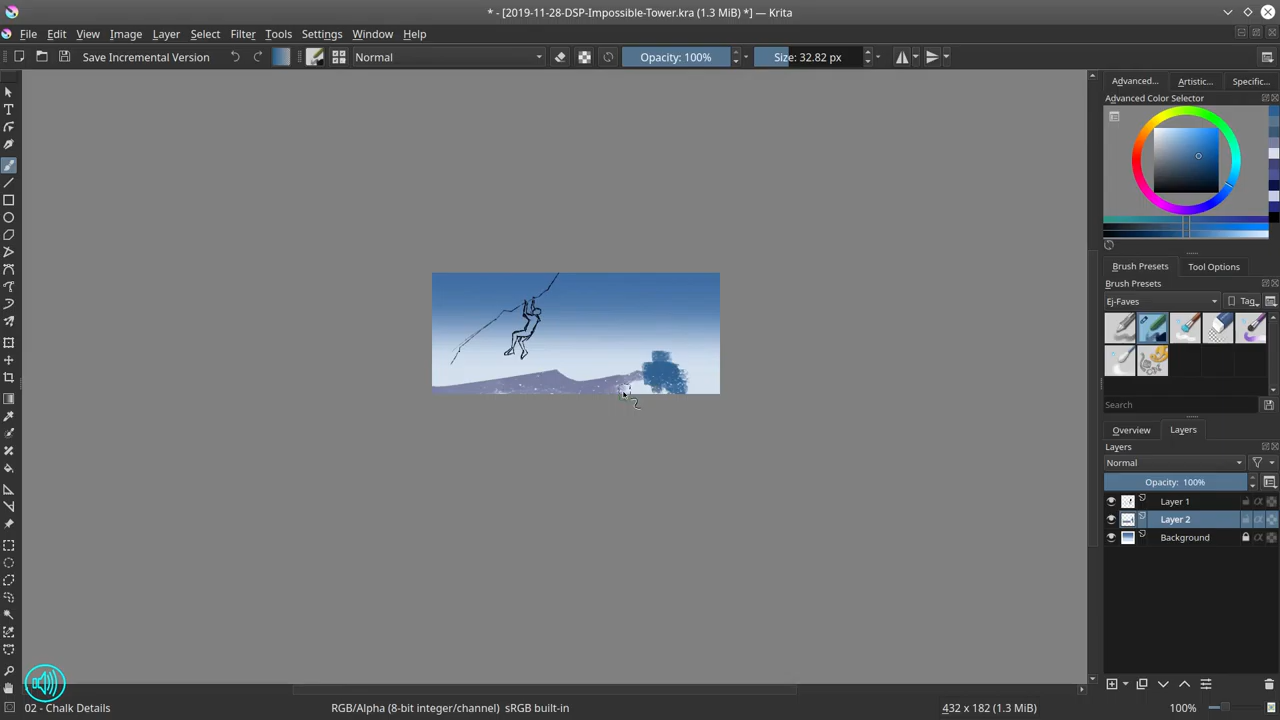 * - [2019-11-28-DSP-Impossible-Tower.kra (1.3 MiB) *] — Krita
File Edit View Image Layer Select Filter Tools Settings Window Help
Save Incremental Version Normal Opacity: 100% Size: 32.82 px
Advanced... Artistic... Specific...
Advanced Color Selector
Brush Presets Tool Options
Brush Presets
Ej-Faves Tag
Search
Overview Layers
Layers
Normal
Opacity: 100%
Layer 1
Layer 2
Background
02 - Chalk Details RGB/Alpha (8-bit integer/channel) sRGB built-in 432 x 182 (1.3 MiB) 100%